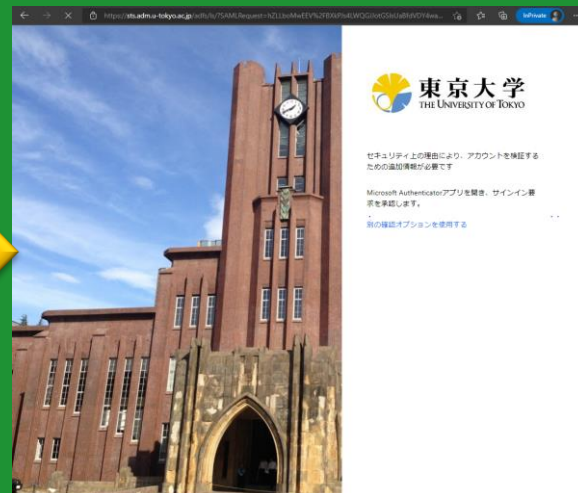 https://sts.adm.u-tokyo.ac.jp/adfs/ls/?SAMLRequest=
InPrivate
東京大学
THE UNIVERSITY OF TOKYO
セキュリティ上の理由により、アカウントを検証する
ための追加情報が必要です
Microsoft Authenticatorアプリを開き、サインイン要
求を承認します。
別の確認オプションを使用する